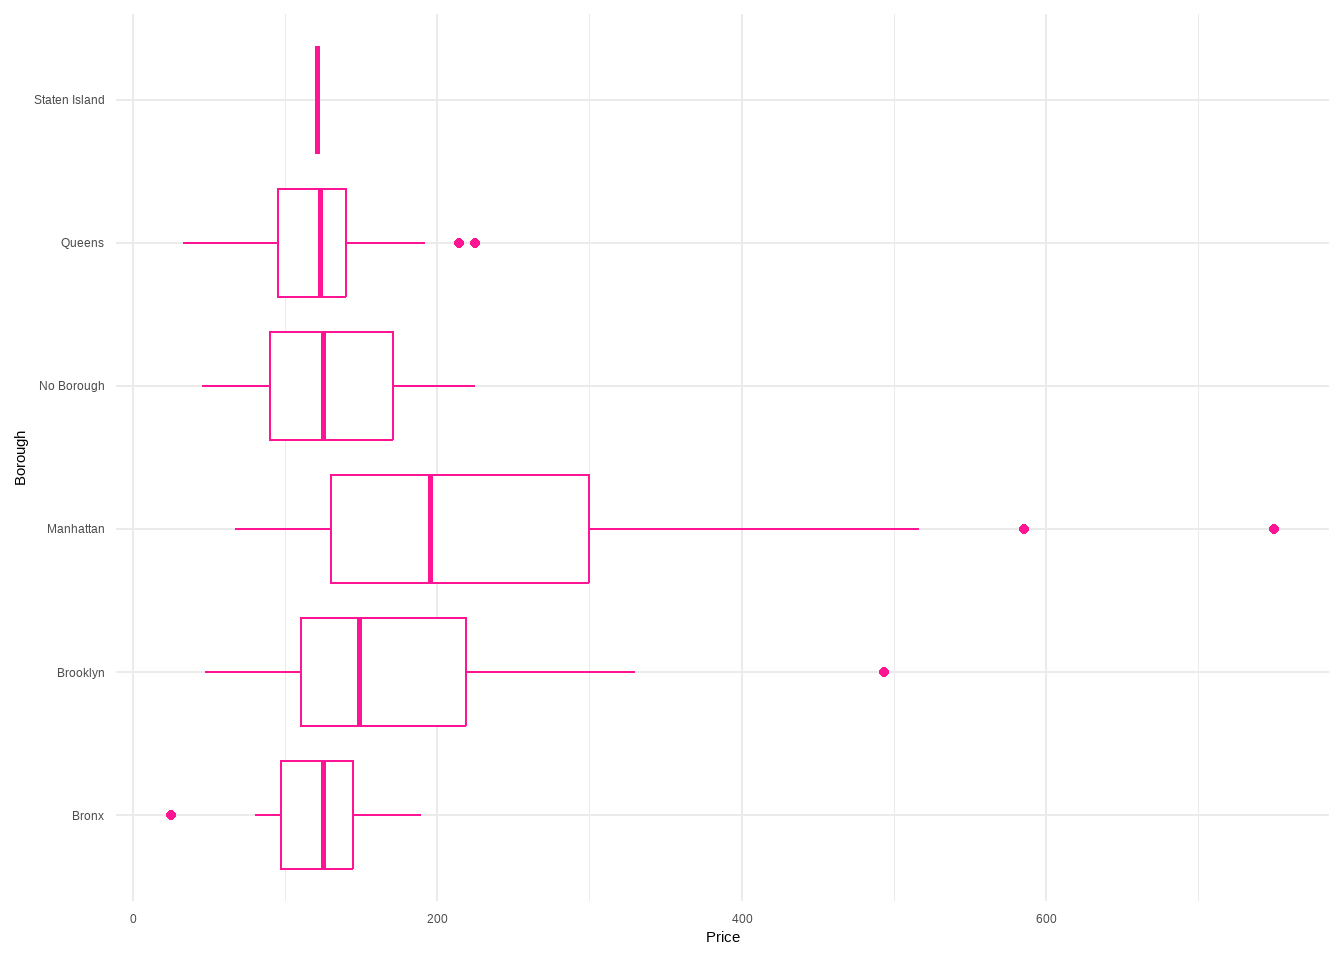 Staten Island
Queens
No Borough
Manhattan
Brooklyn
Bronx
Borough
0 200 400 600
Price